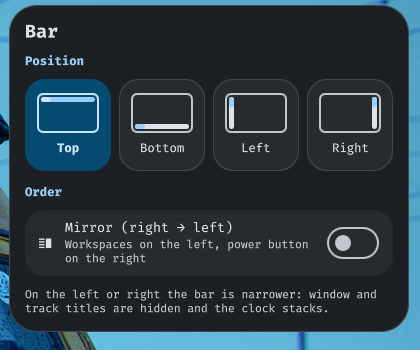 Bar
Position
Top
Bottom
Left
Right
Order
Mirror (right → left)
Workspaces on the left, power button
on the right
On the left or right the bar is narrower: window and
track titles are hidden and the clock stacks.